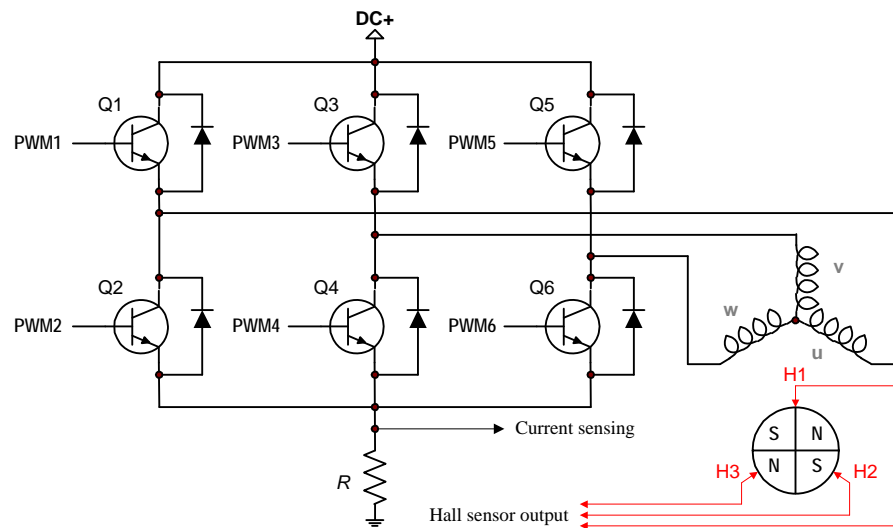 DC+
Q1
Q3
Q5
PWM1
PWM3
PWM5
v
Q2
Q4
Q6
w
PWM2
PWM4
PWM6
u
H1
Current sensing
S
N
N
S
H3
H2
R
Hall sensor output